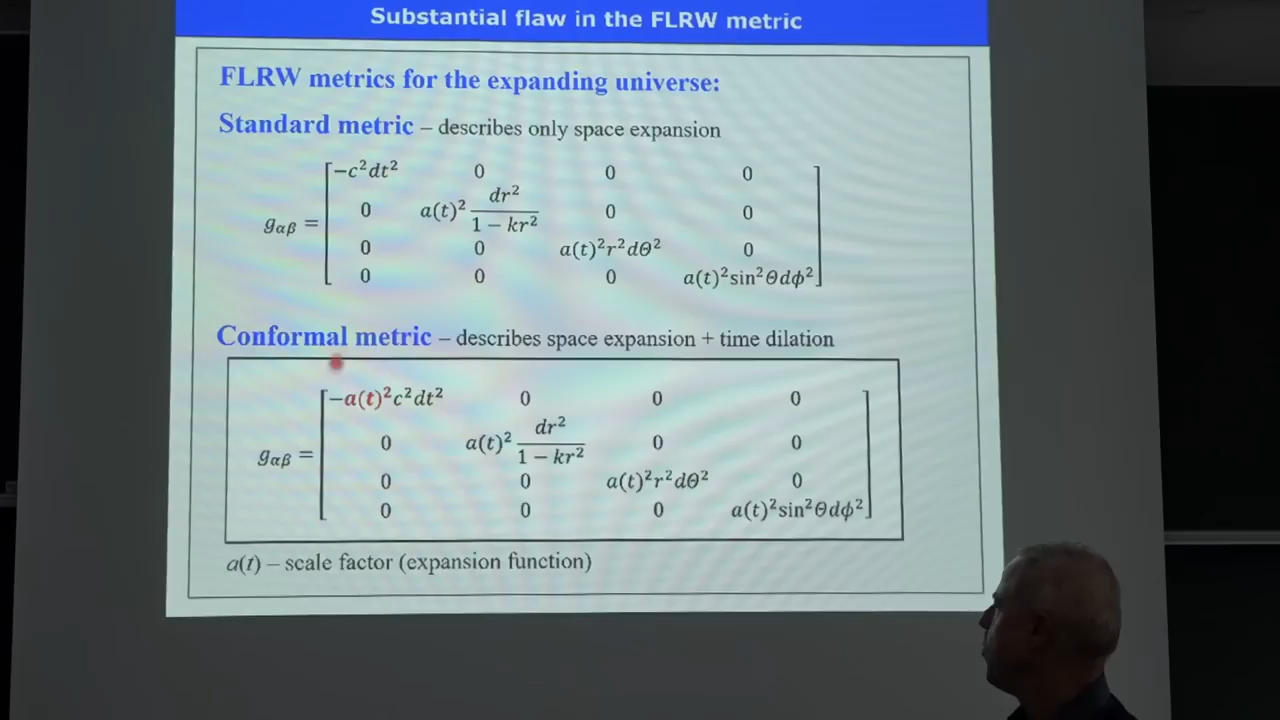 Substantial flaw in the FLRW metric
FLRW metrics for the expanding universe:
Standard metric – describes only space expansion
−c²dt² 0 0 0
0 a(t)² dr²/(1 − kr²) 0 0
g_αβ =
0 0 a(t)²r²dΘ² 0
0 0 0 a(t)²sin²Θdϕ²
Conformal metric – describes space expansion + time dilation
−a(t)²c²dt² 0 0 0
0 a(t)² dr²/(1 − kr²) 0 0
g_αβ =
0 0 a(t)²r²dΘ² 0
0 0 0 a(t)²sin²Θdϕ²
a(t) – scale factor (expansion function)